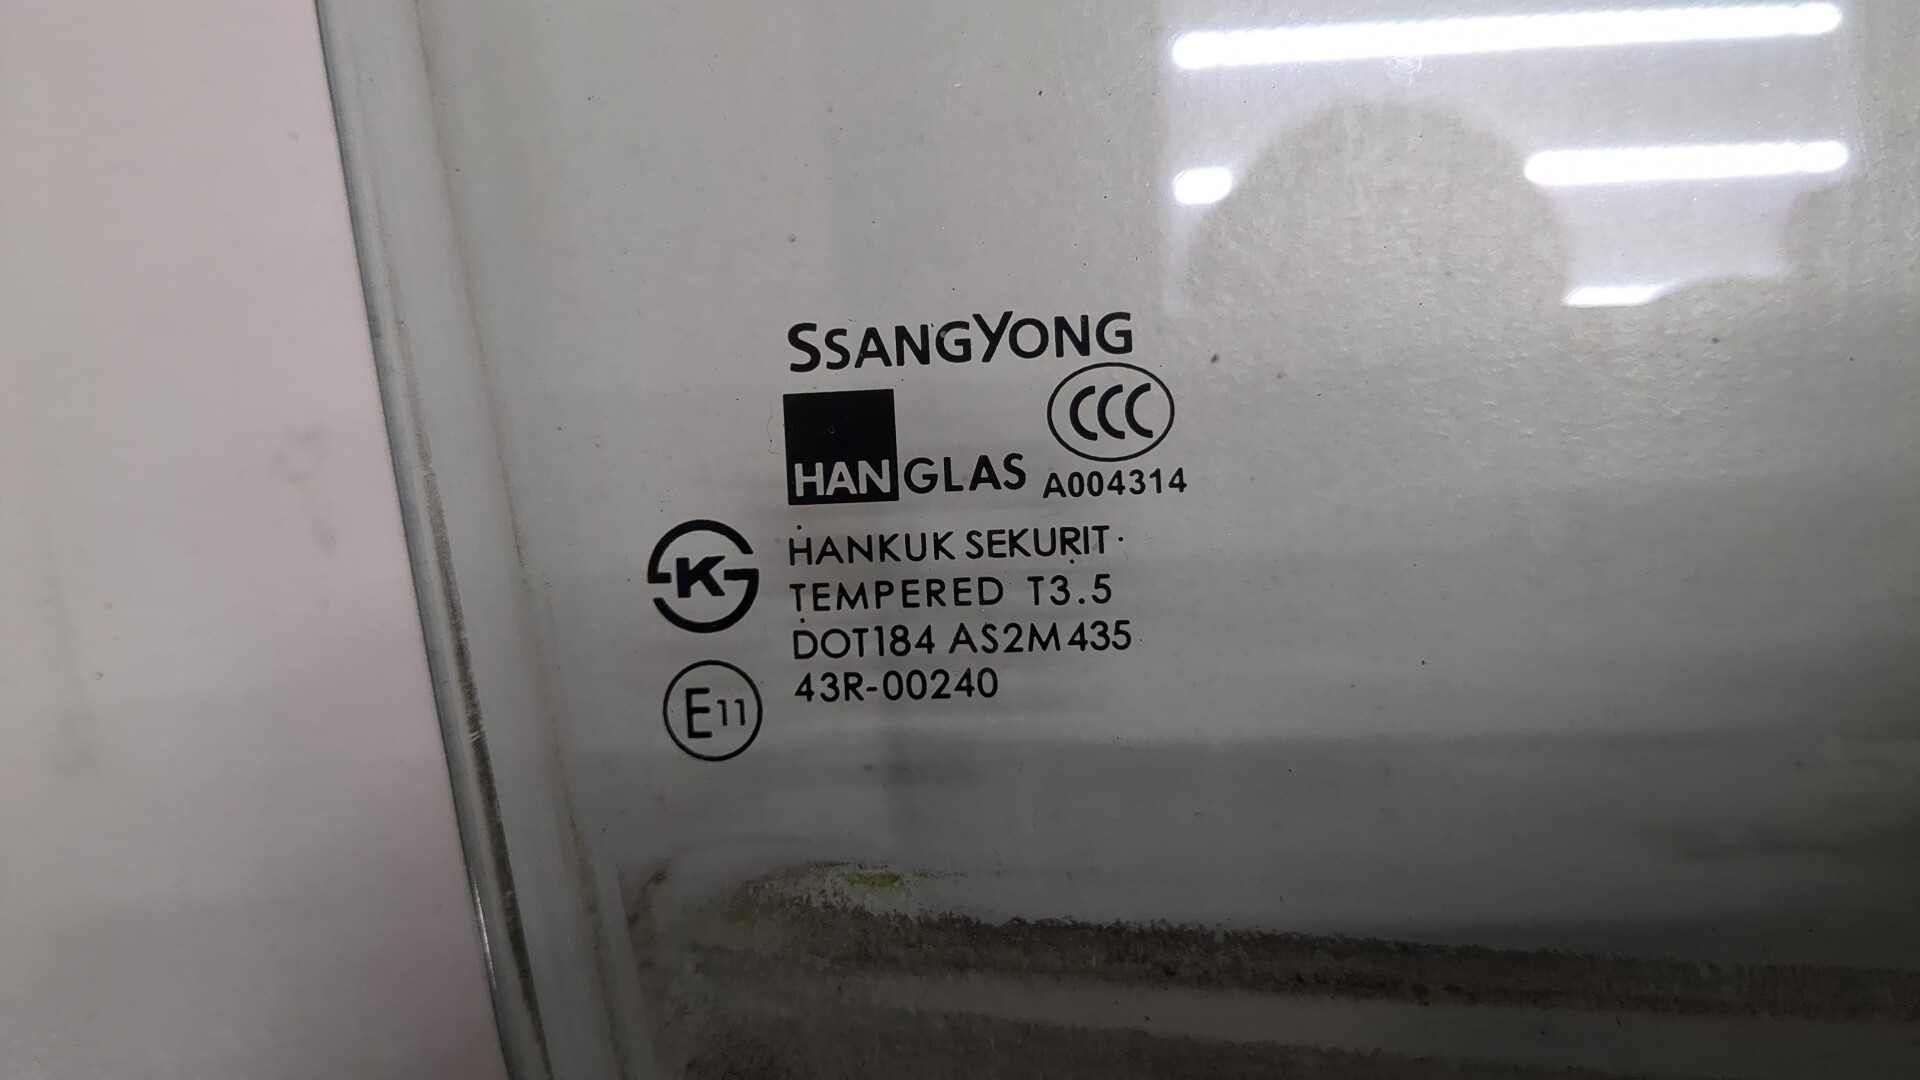 SSANGYONG
CCC
HANGLAS A004314
HANKUK SEKURIT
K
TEMPERED T3.5
DOT184 AS2M435
43R-00240
E11